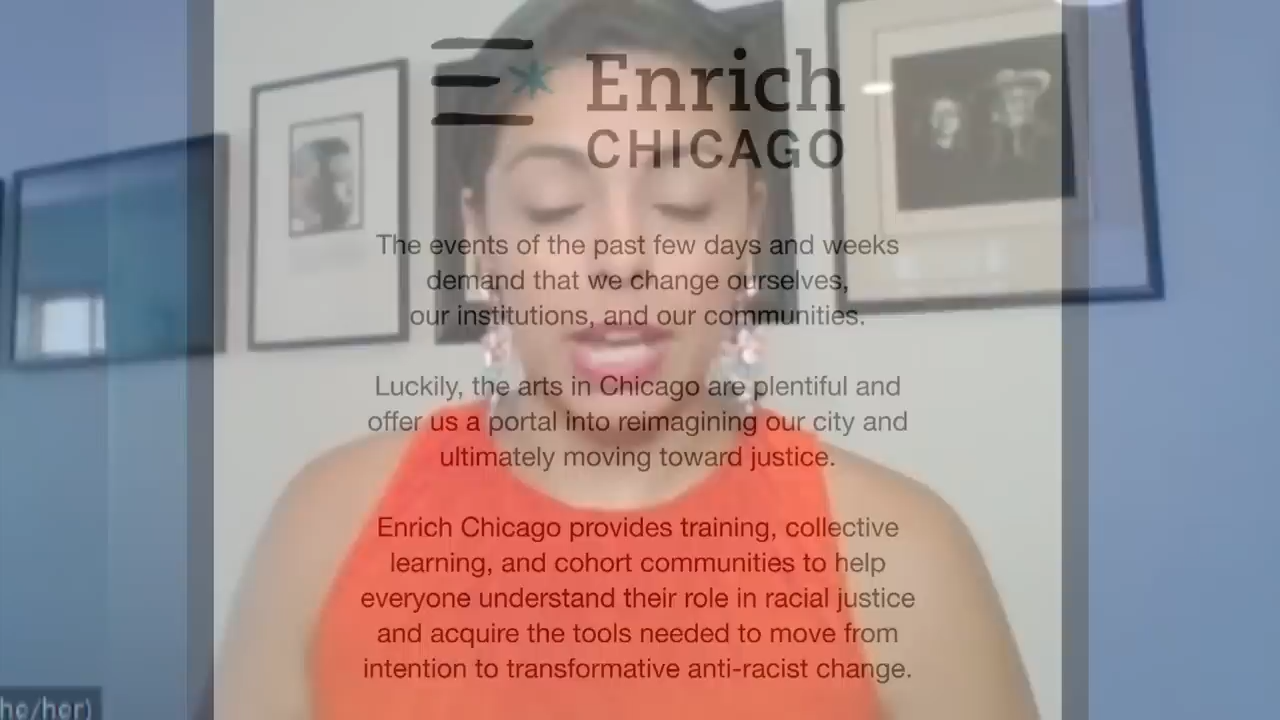 Enrich
CHICAGO
The events of the past few days and weeks
demand that we change ourselves,
our institutions, and our communities.
Luckily, the arts in Chicago are plentiful and
offer us a portal into reimagining our city and
ultimately moving toward justice.
Enrich Chicago provides training, collective
learning, and cohort communities to help
everyone understand their role in racial justice
and acquire the tools needed to move from
intention to transformative anti-racist change.
he/her)